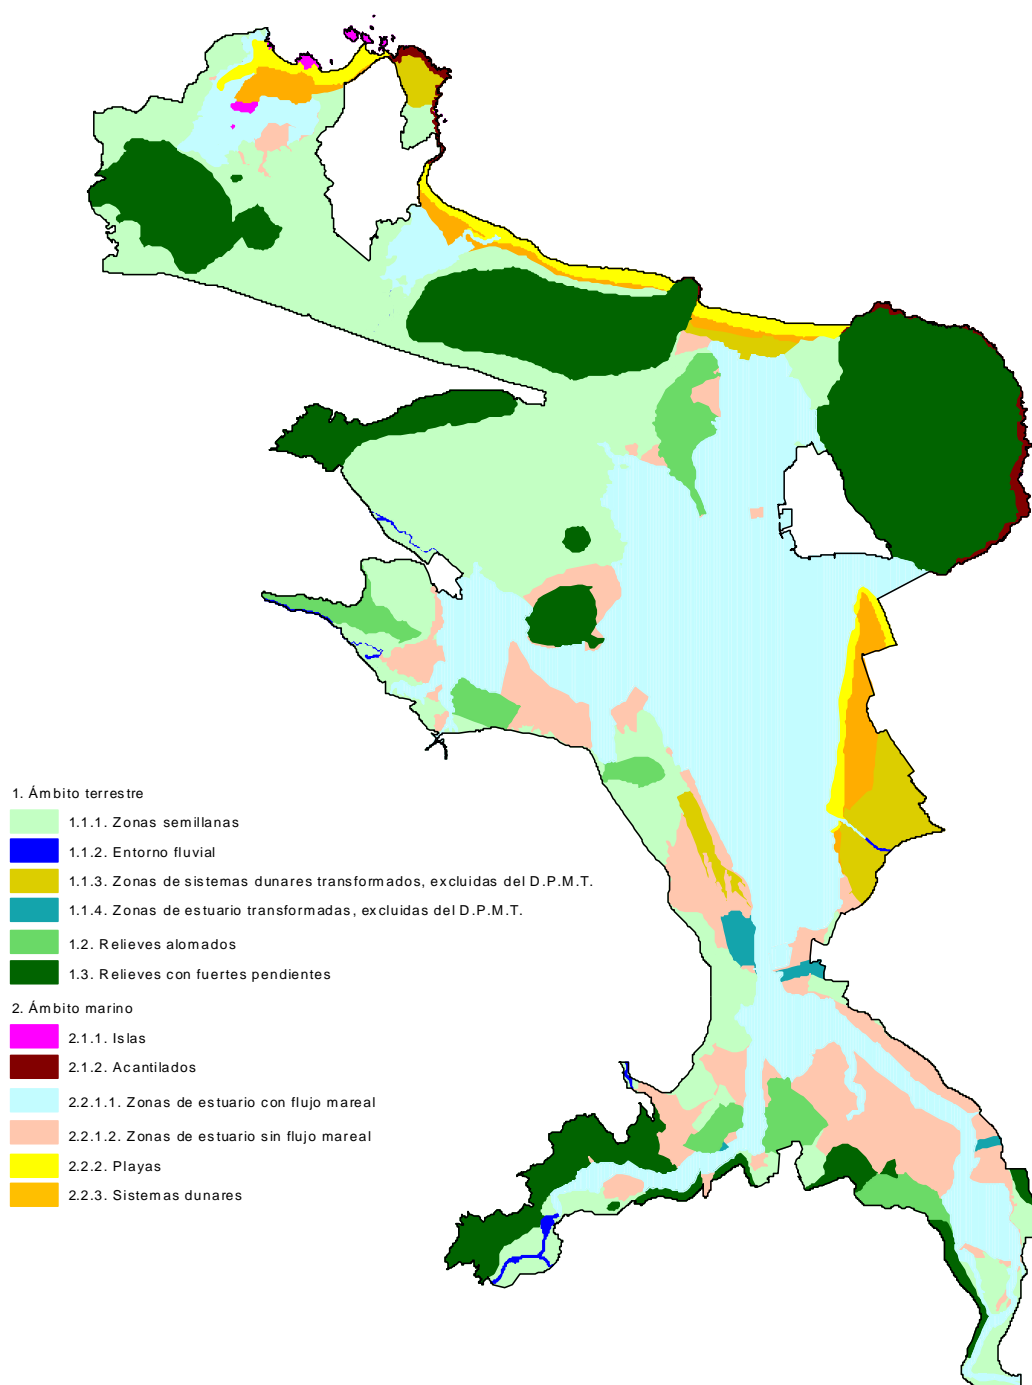 1. Ámbito terrestre
1.1.1. Zonas semillanas
1.1.2. Entorno fluvial
1.1.3. Zonas de sistemas dunares transformados, excluidas del D.P.M.T.
1.1.4. Zonas de estuario transformadas, excluidas del D.P.M.T.
1.2. Relieves alomados
1.3. Relieves con fuertes pendientes
2. Ámbito marino
2.1.1. Islas
2.1.2. Acantilados
2.2.1.1. Zonas de estuario con flujo mareal
2.2.1.2. Zonas de estuario sin flujo mareal
2.2.2. Playas
2.2.3. Sistemas dunares